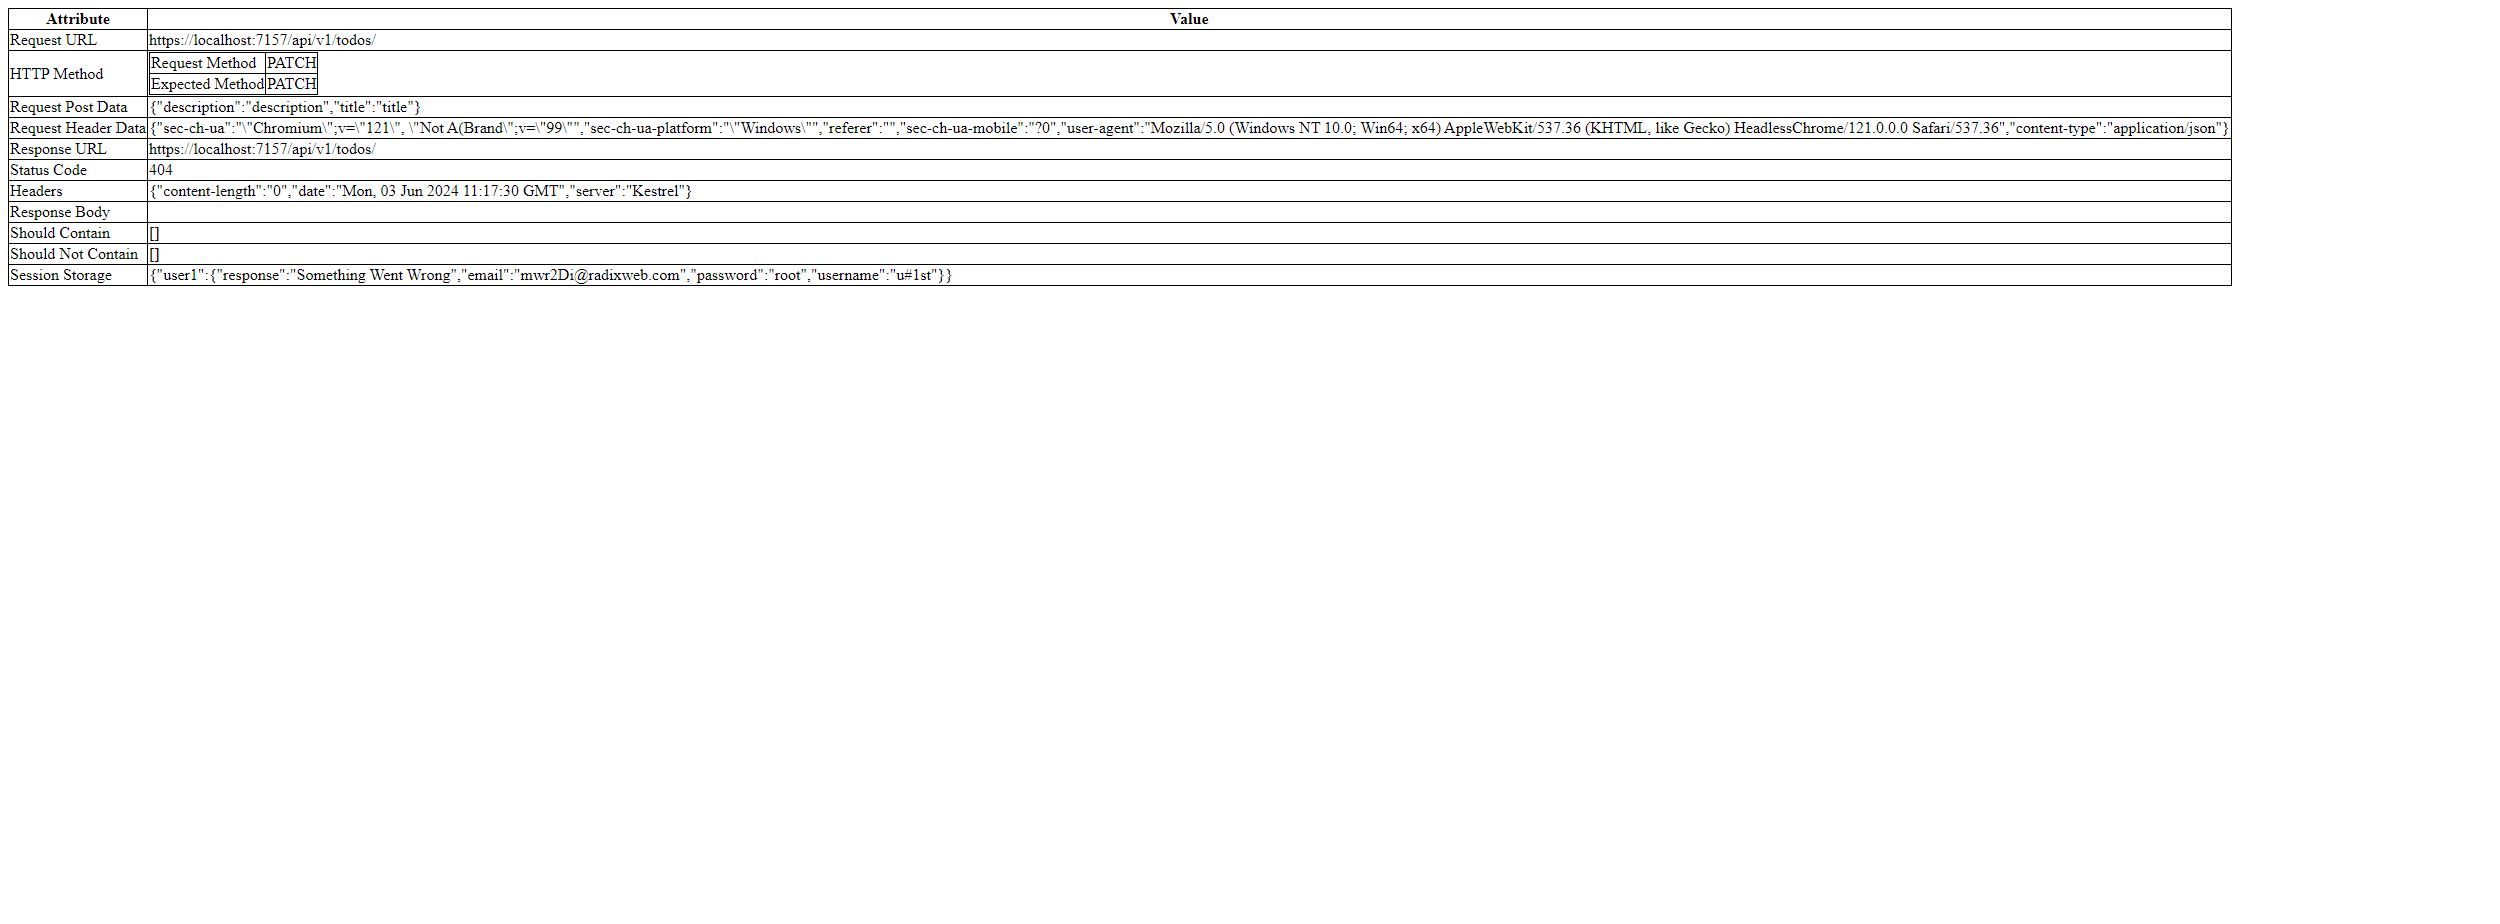 Attribute Value
Request URL https://localhost:7157/api/v1/todos/
HTTP Method
Request Method PATCH
Expected Method PATCH
Request Post Data {"description":"description","title":"title"}
Request Header Data {"sec-ch-ua":"\"Chromium\";v=\"121\", \"Not A(Brand\";v=\"99\"","sec-ch-ua-platform":"\"Windows\"","referer":"","sec-ch-ua-mobile":"?0","user-agent":"Mozilla/5.0 (Windows NT 10.0; Win64; x64) AppleWebKit/537.36 (KHTML, like Gecko) HeadlessChrome/121.0.0.0 Safari/537.36","content-type":"application/json"}
Response URL https://localhost:7157/api/v1/todos/
Status Code 404
Headers {"content-length":"0","date":"Mon, 03 Jun 2024 11:17:30 GMT","server":"Kestrel"}
Response Body
Should Contain []
Should Not Contain []
Session Storage {"user1":{"response":"Something Went Wrong","email":"mwr2Di@radixweb.com","password":"root","username":"u#1st"}}